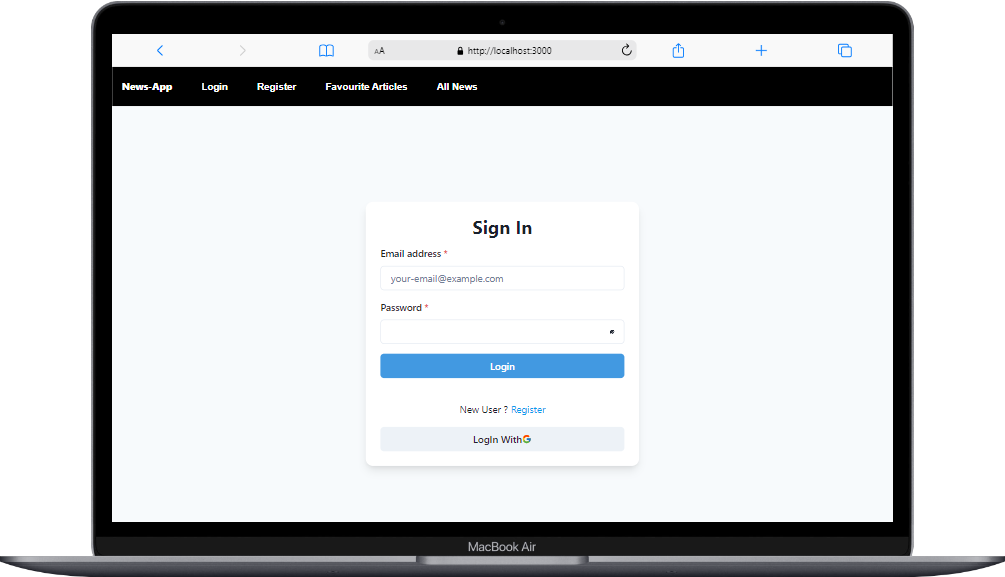 AA http://localhost:3000
News-App Login Register Favourite Articles All News
Sign In
Email address *
your-email@example.com
Password *
Login
New User ? Register
LogIn With G
MacBook Air